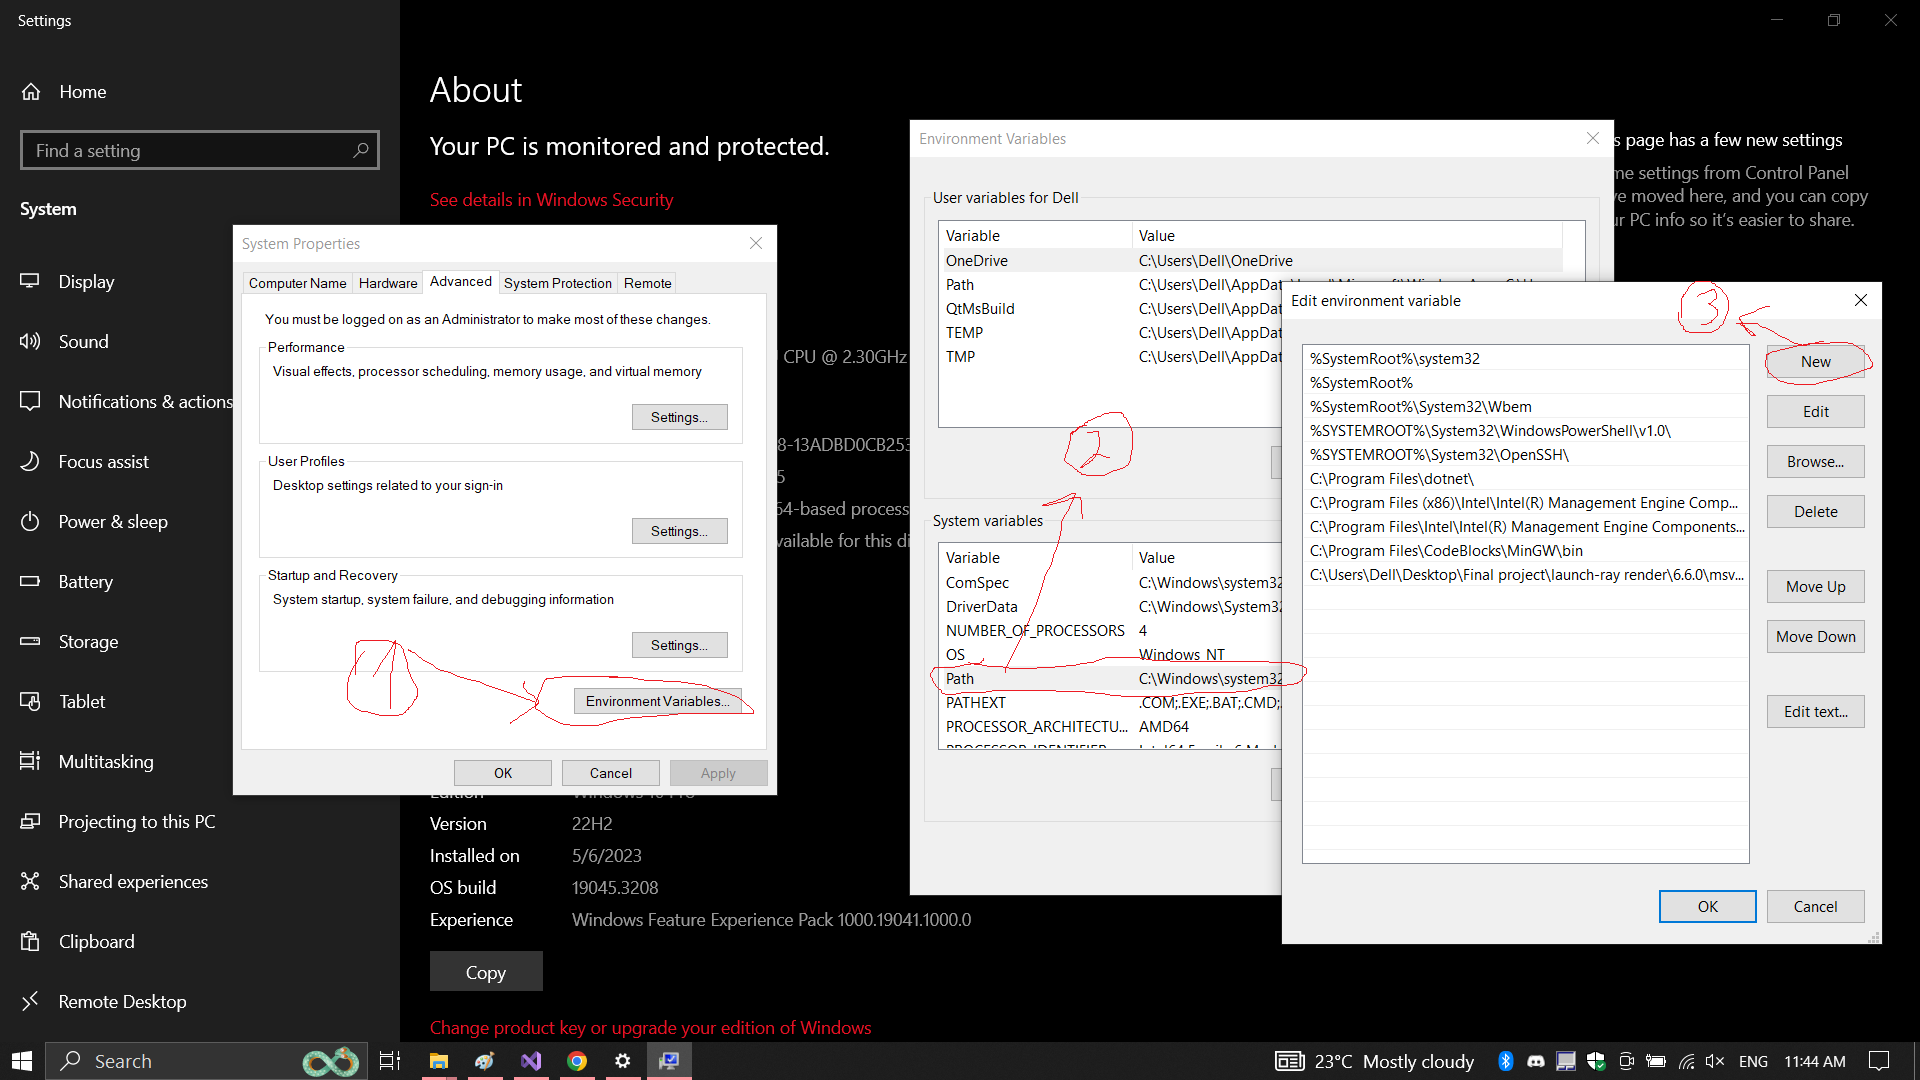 Settings
Home
Find a setting
System
Display
Sound
Notifications & actions
Focus assist
Power & sleep
Battery
Storage
Tablet
Multitasking
Projecting to this PC
Shared experiences
Clipboard
Remote Desktop
About
Your PC is monitored and protected.
See details in Windows Security
CPU @ 2.30GHz
8-13ADBD0CB253
5
64-based process
vailable for this di
Version 22H2
Installed on 5/6/2023
OS build 19045.3208
Experience Windows Feature Experience Pack 1000.19041.1000.0
Copy
Change product key or upgrade your edition of Windows
s page has a few new settings
me settings from Control Panel
ve moved here, and you can copy
ur PC info so it's easier to share.
System Properties
Computer Name Hardware Advanced System Protection Remote
You must be logged on as an Administrator to make most of these changes.
Performance
Visual effects, processor scheduling, memory usage, and virtual memory
Settings...
User Profiles
Desktop settings related to your sign-in
Settings...
Startup and Recovery
System startup, system failure, and debugging information
Settings...
1
Environment Variables...
OK Cancel Apply
Environment Variables
User variables for Dell
Variable Value
OneDrive C:\Users\Dell\OneDrive
Path C:\Users\Dell\AppDat
QtMsBuild C:\Users\Dell\AppDat
TEMP C:\Users\Dell\AppDat
TMP C:\Users\Dell\AppDat
2
System variables
Variable Value
ComSpec C:\Windows\system32
DriverData C:\Windows\System32
NUMBER_OF_PROCESSORS 4
OS Windows_NT
Path C:\Windows\system32
PATHEXT .COM;.EXE;.BAT;.CMD;.
PROCESSOR_ARCHITECTU... AMD64
Edit environment variable
3
%SystemRoot%\system32
%SystemRoot%
%SystemRoot%\System32\Wbem
%SYSTEMROOT%\System32\WindowsPowerShell\v1.0\
%SYSTEMROOT%\System32\OpenSSH\
C:\Program Files\dotnet\
C:\Program Files (x86)\Intel\Intel(R) Management Engine Comp...
C:\Program Files\Intel\Intel(R) Management Engine Components...
C:\Program Files\CodeBlocks\MinGW\bin
C:\Users\Dell\Desktop\Final project\launch-ray render\6.6.0\msv...
New
Edit
Browse...
Delete
Move Up
Move Down
Edit text...
OK Cancel
Search
23°C Mostly cloudy
ENG
11:44 AM